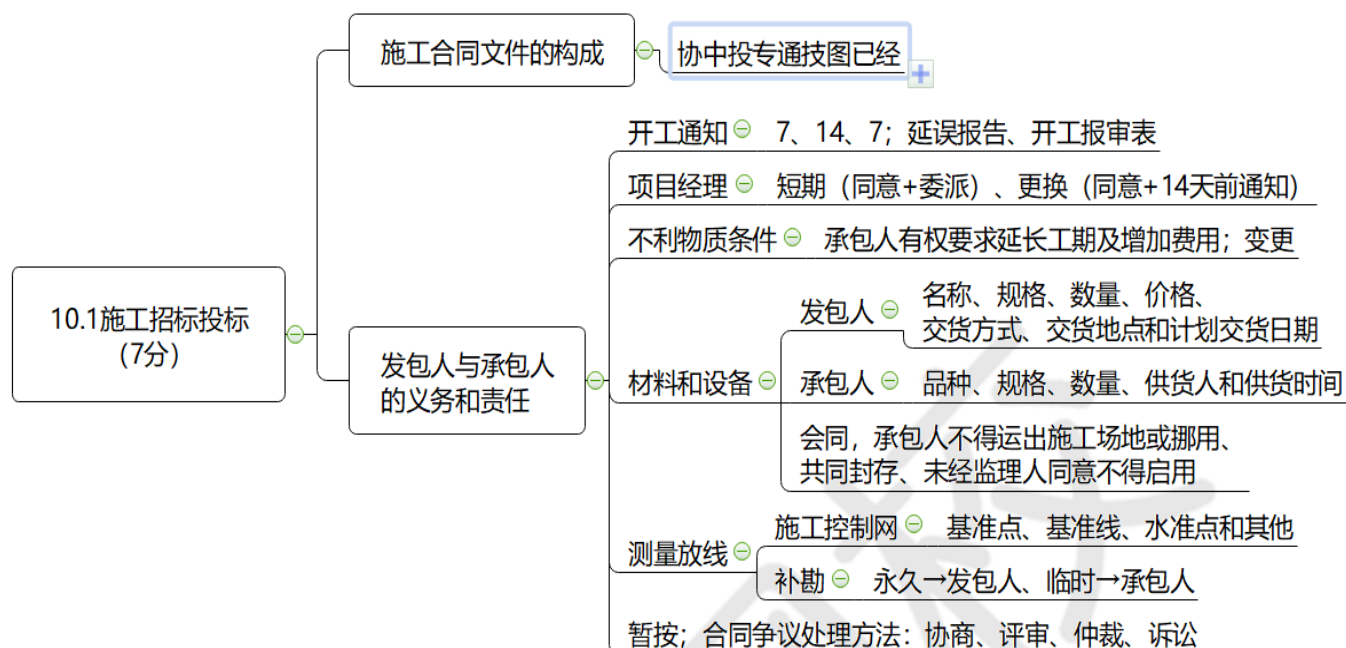 10.1施工招标投标
(7分)
施工合同文件的构成
协中投专通技图已经
发包人与承包人
的义务和责任
开工通知
7、14、7；延误报告、开工报审表
项目经理
短期（同意+委派）、更换（同意+14天前通知）
不利物质条件
承包人有权要求延长工期及增加费用；变更
材料和设备
发包人
名称、规格、数量、价格、
交货方式、交货地点和计划交货日期
承包人
品种、规格、数量、供货人和供货时间
会同，承包人不得运出施工场地或挪用、
共同封存、未经监理人同意不得启用
测量放线
施工控制网
基准点、基准线、水准点和其他
补勘
永久→发包人、临时→承包人
暂按；合同争议处理方法：协商、评审、仲裁、诉讼